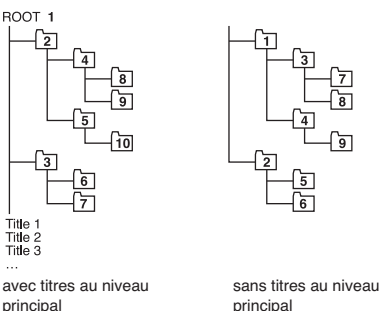 ROOT 1
2
4
8
9
5
10
3
6
7
Title 1
Title 2
Title 3
...
avec titres au niveau
principal
1
3
7
8
4
9
2
5
6
sans titres au niveau
principal